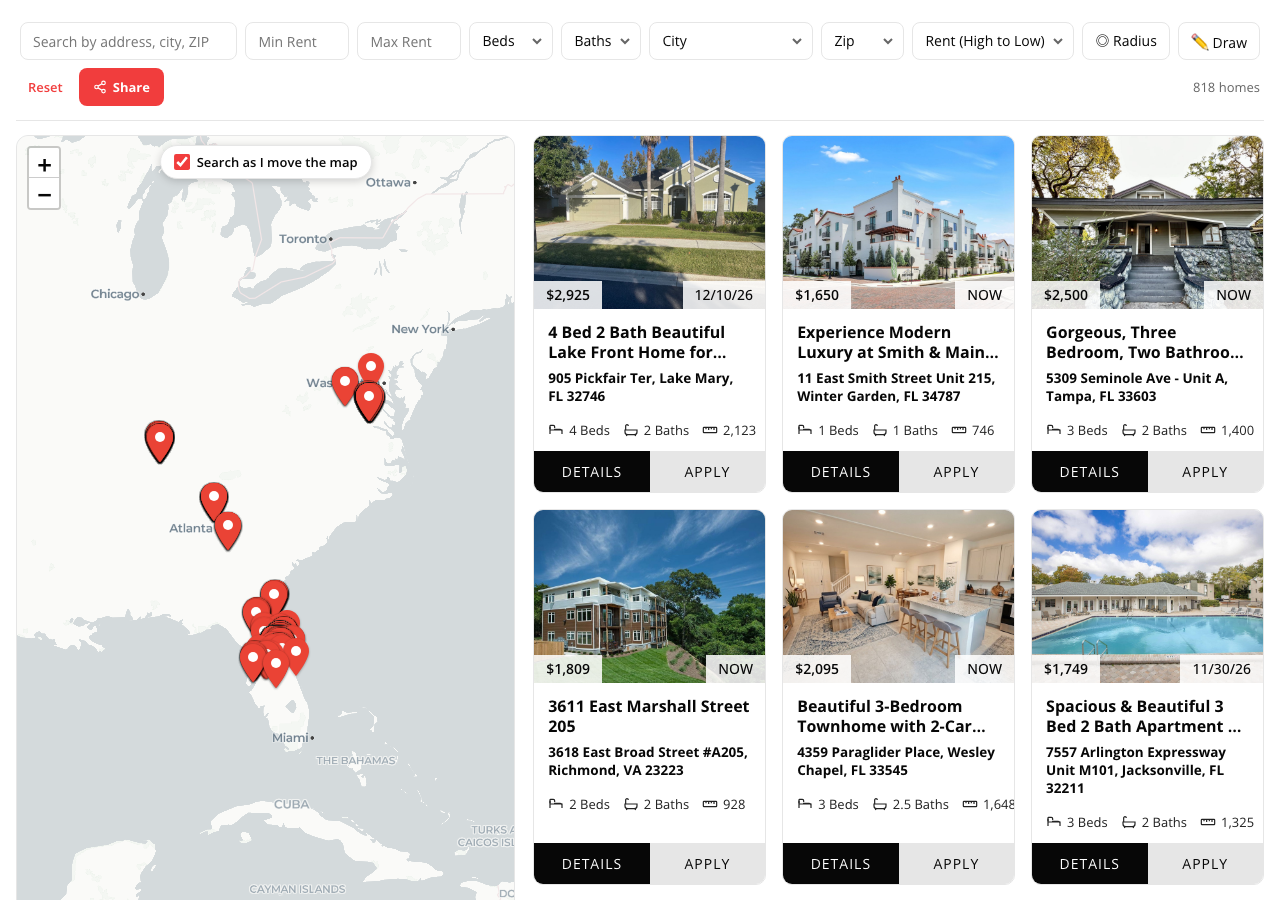 Search by address, city, ZIP
Min Rent
Max Rent
Beds
Baths
City
Zip
Rent (High to Low)
Radius
Draw
Reset
Share
818 homes
+
−
Search as I move the map
Ottawa
Toronto
Chicago
New York
Atlanta
Miami
THE BAHAMAS
CUBA
CAYMAN ISLANDS
$2,925
12/10/26
4 Bed 2 Bath Beautiful
Lake Front Home for...
905 Pickfair Ter, Lake Mary,
FL 32746
4 Beds
2 Baths
2,123
DETAILS
APPLY
$1,650
NOW
Experience Modern
Luxury at Smith & Main...
11 East Smith Street Unit 215,
Winter Garden, FL 34787
1 Beds
1 Baths
746
DETAILS
APPLY
$2,500
NOW
Gorgeous, Three
Bedroom, Two Bathroo...
5309 Seminole Ave - Unit A,
Tampa, FL 33603
3 Beds
2 Baths
1,400
DETAILS
APPLY
$1,809
NOW
3611 East Marshall Street
205
3618 East Broad Street #A205,
Richmond, VA 23223
2 Beds
2 Baths
928
DETAILS
APPLY
$2,095
NOW
Beautiful 3-Bedroom
Townhome with 2-Car...
4359 Paraglider Place, Wesley
Chapel, FL 33545
3 Beds
2.5 Baths
1,648
DETAILS
APPLY
$1,749
11/30/26
Spacious & Beautiful 3
Bed 2 Bath Apartment ...
7557 Arlington Expressway
Unit M101, Jacksonville, FL
32211
3 Beds
2 Baths
1,325
DETAILS
APPLY